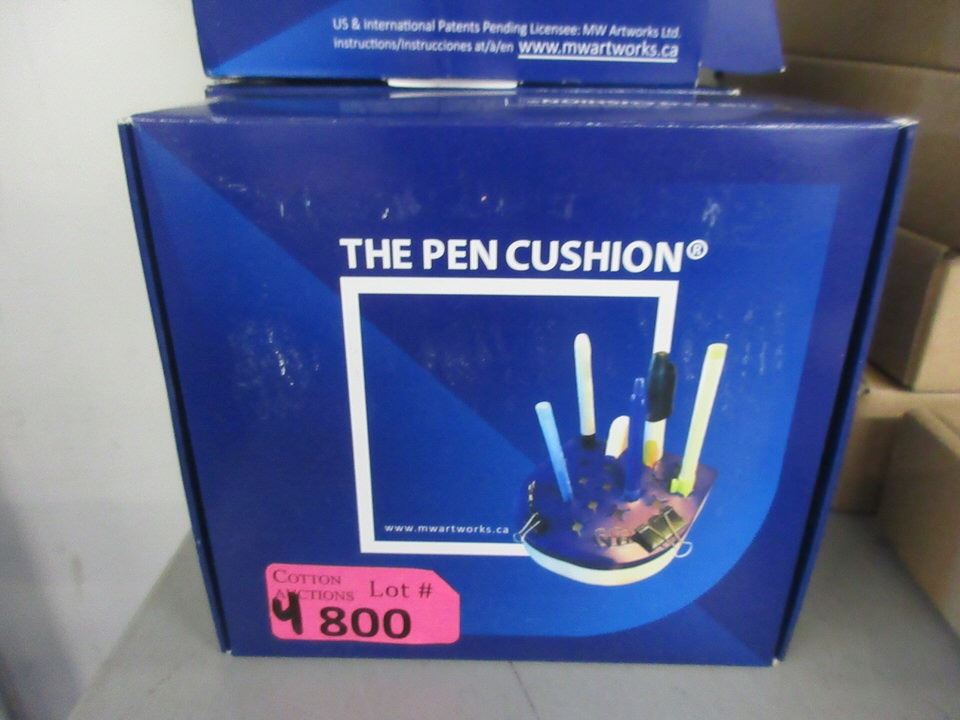 US & International Patents Pending Licensee: MW Artworks Ltd.
Instructions/Instrucciones at/à/en www.mwartworks.ca
THE PEN CUSHION®
www.mwartworks.ca
COTTON
AUCTIONS Lot #
4 800